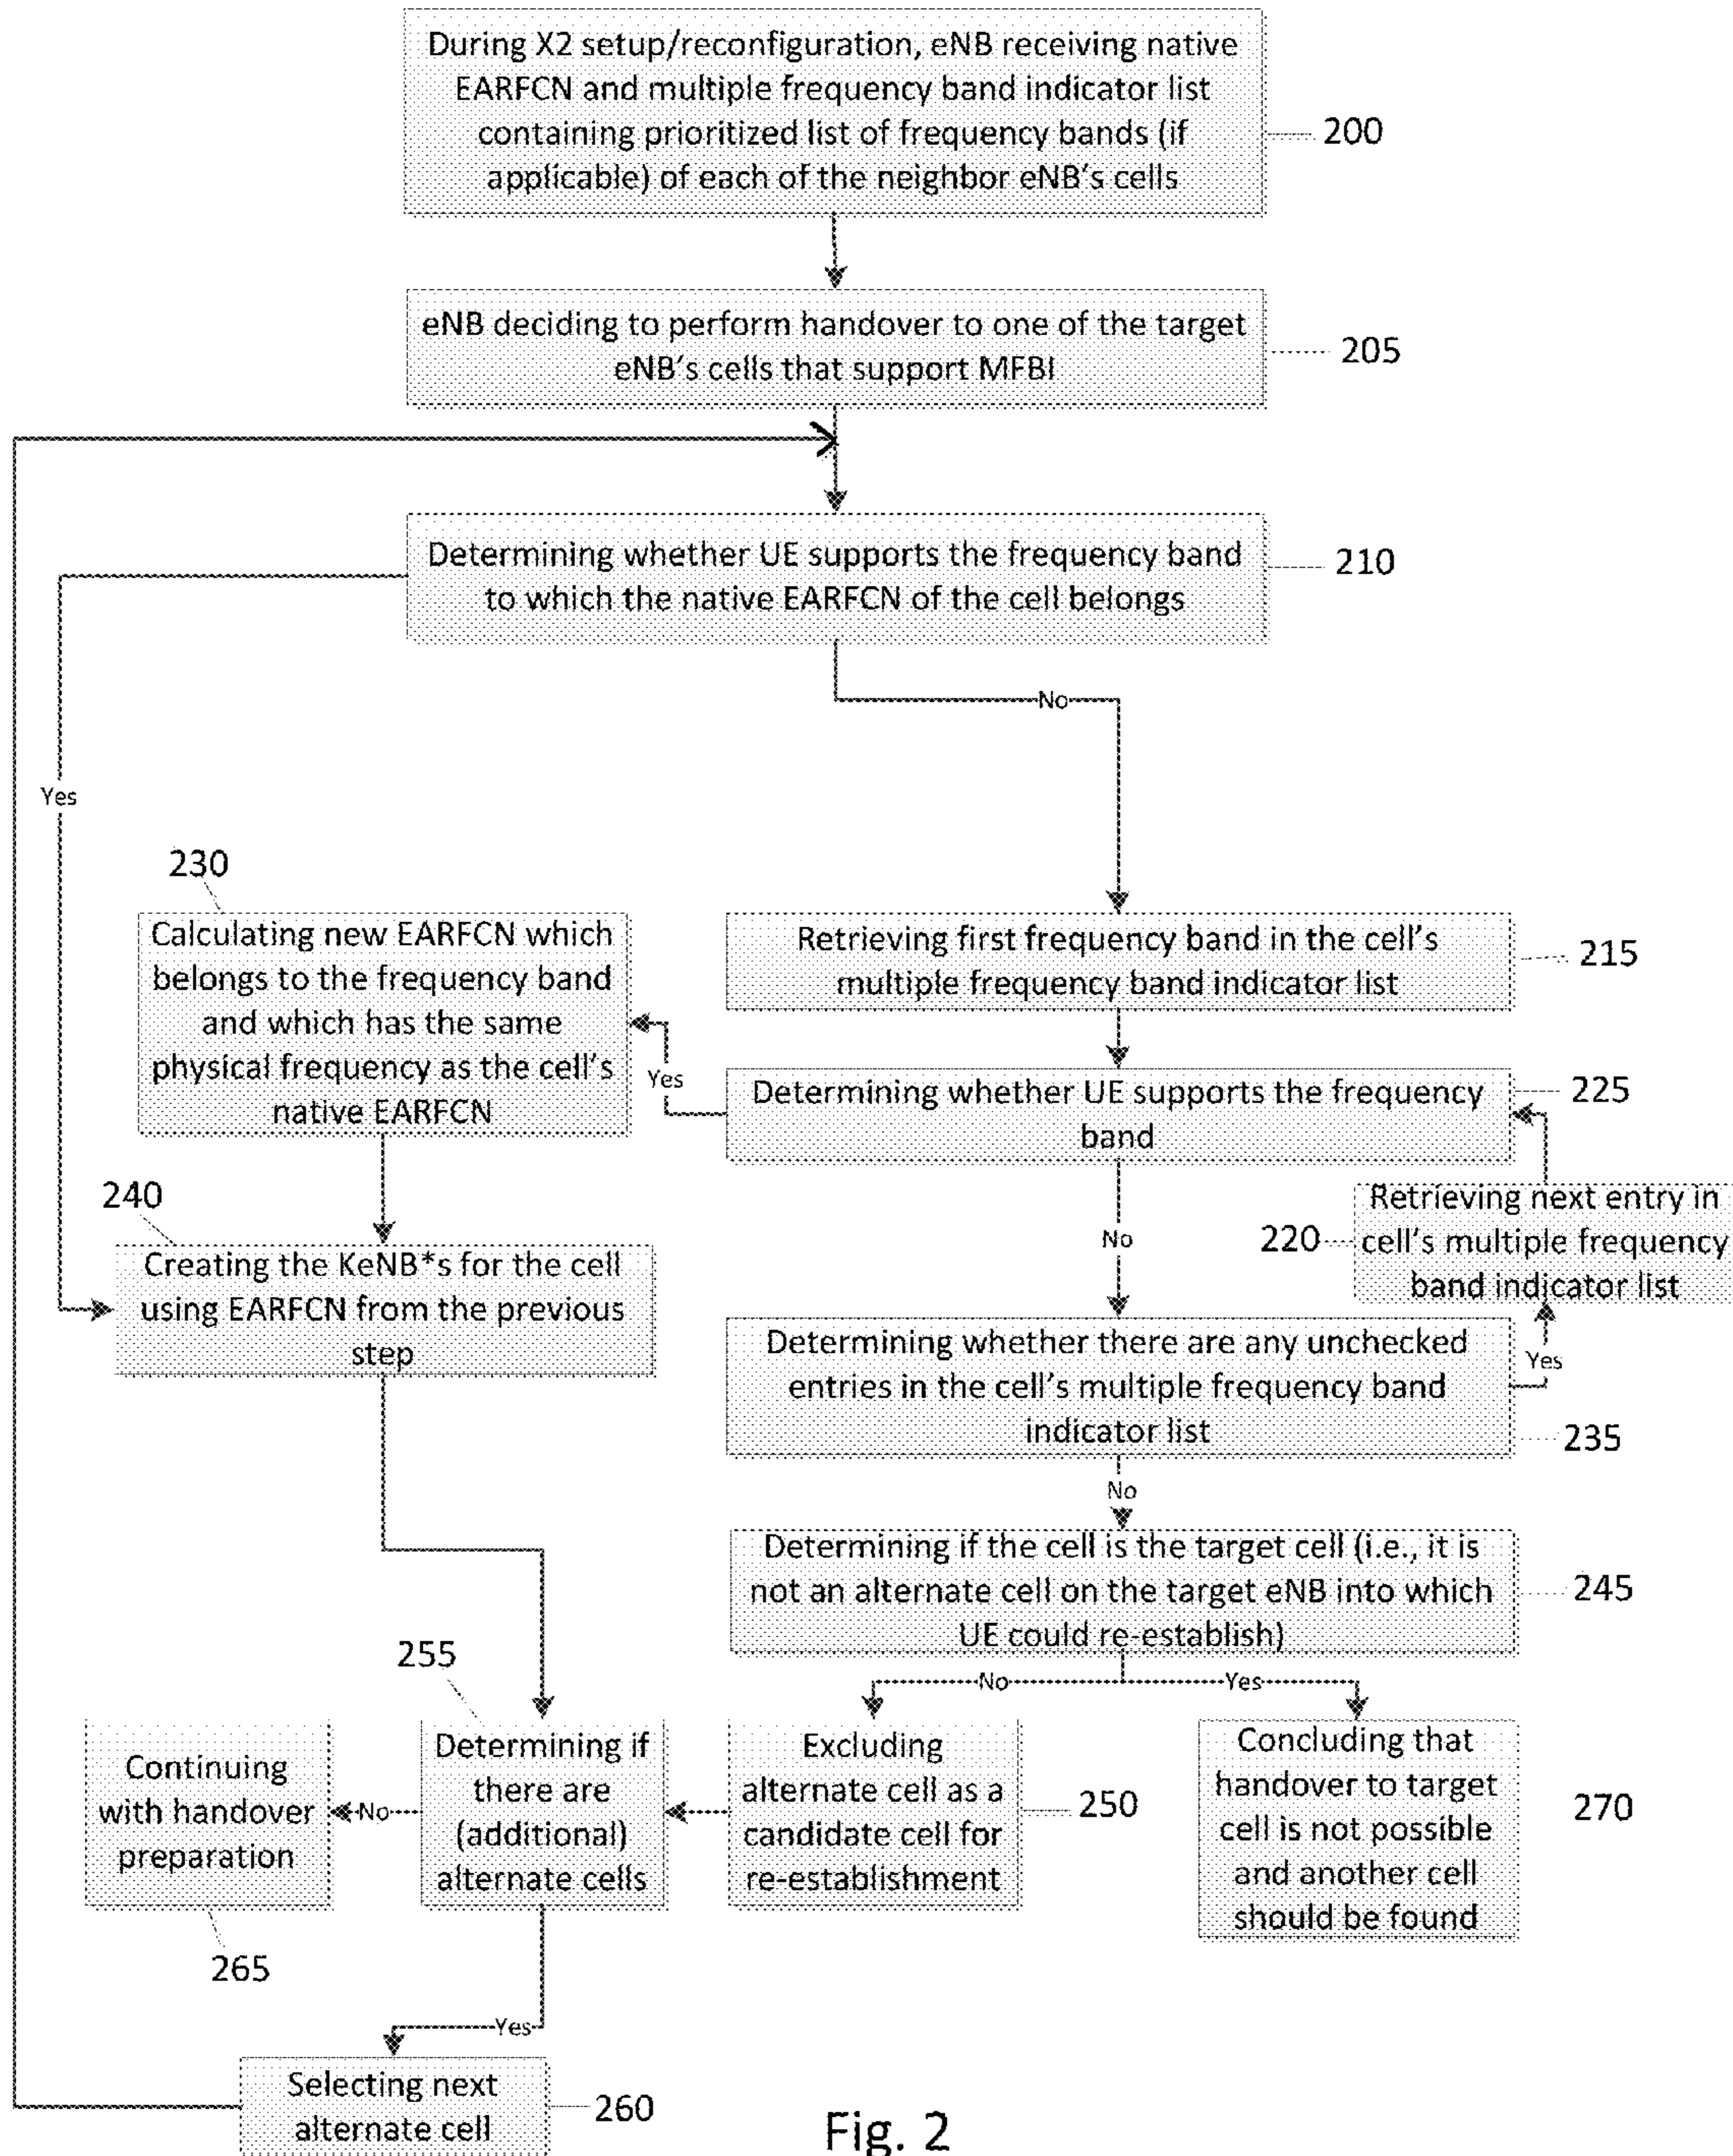 During X2 setup/reconfiguration, eNB receiving native
EARFCN and multiple frequency band indicator list
containing prioritized list of frequency bands (if
applicable) of each of the neighbor eNB's cells
200
eNB deciding to perform handover to one of the target
eNB's cells that support MFBI
205
Determining whether UE supports the frequency band
to which the native EARFCN of the cell belongs
210
No
Yes
230
Calculating new EARFCN which
belongs to the frequency band
and which has the same
physical frequency as the cell's
native EARFCN
Retrieving first frequency band in the cell's
multiple frequency band indicator list
215
Yes
Determining whether UE supports the frequency
band
225
240
Creating the KeNB*s for the cell
using EARFCN from the previous
step
No
220
Retrieving next entry in
cell's multiple frequency
band indicator list
Yes
Determining whether there are any unchecked
entries in the cell's multiple frequency band
indicator list
235
No
Determining if the cell is the target cell (i.e., it is
not an alternate cell on the target eNB into which
UE could re-establish)
245
No
Yes
255
Continuing
with handover
preparation
265
No
Determining if
there are
(additional)
alternate cells
Excluding
alternate cell as a
candidate cell for
re-establishment
250
Concluding that
handover to target
cell is not possible
and another cell
should be found
270
Yes
Selecting next
alternate cell
260
Fig. 2